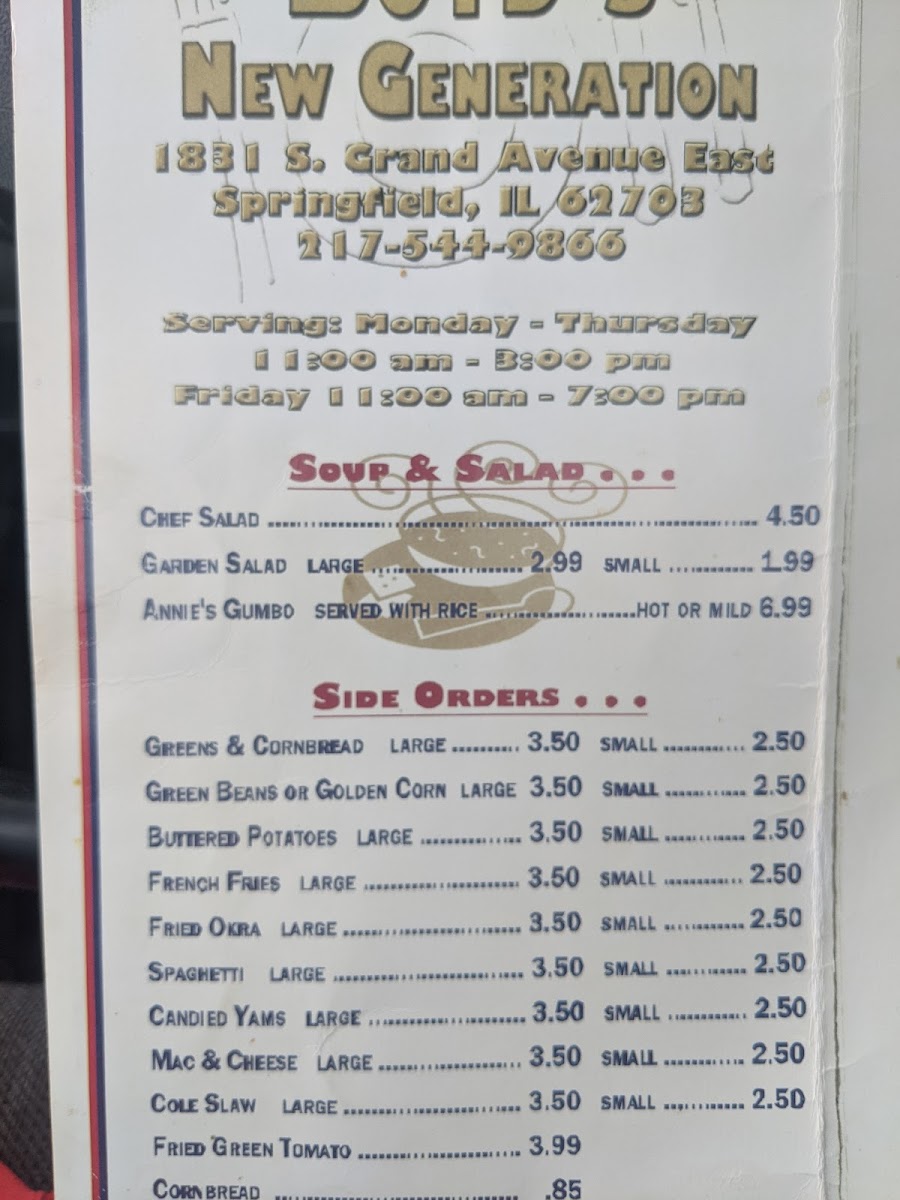 BOYD'S
NEW GENERATION
1831 S. Grand Avenue East
Springfield, IL 62703
217-544-9866
Serving: Monday - Thursday
11:00 am - 3:00 pm
Friday 11:00 am - 7:00 pm
SOUP & SALAD . . .
CHEF SALAD ........................................ 4.50
GARDEN SALAD LARGE .................... 2.99 SMALL ............ 1.99
ANNIE'S GUMBO SERVED WITH RICE ....................HOT OR MILD 6.99
SIDE ORDERS . . .
GREENS & CORNBREAD LARGE .......... 3.50 SMALL ............ 2.50
GREEN BEANS OR GOLDEN CORN LARGE 3.50 SMALL ............ 2.50
BUTTERED POTATOES LARGE ............... 3.50 SMALL ............ 2.50
FRENCH FRIES LARGE ....................... 3.50 SMALL ............ 2.50
FRIED OKRA LARGE .......................... 3.50 SMALL ............ 2.50
SPAGHETTI LARGE ............................ 3.50 SMALL ............ 2.50
CANDIED YAMS LARGE ....................... 3.50 SMALL ............ 2.50
MAC & CHEESE LARGE ..................... 3.50 SMALL ............ 2.50
COLE SLAW LARGE .......................... 3.50 SMALL ............ 2.50
FRIED GREEN TOMATO ........................ 3.99
CORNBREAD .................................... .85